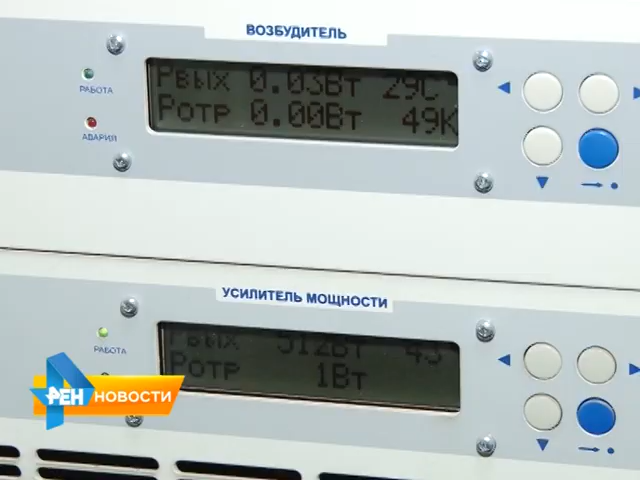 ВОЗБУДИТЕЛЬ
Рвых 0.03Вт 29С
Ротр 0.00Вт 49К
РАБОТА
АВАРИЯ
УСИЛИТЕЛЬ МОЩНОСТИ
Рвых 512Вт 43
Ротр 1Вт
РАБОТА
РЕН НОВОСТИ